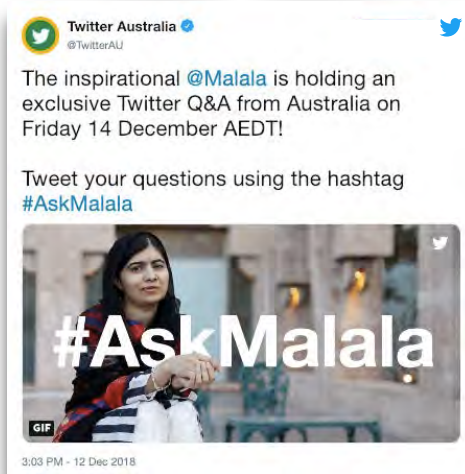 Twitter Australia
@TwitterAU
The inspirational @Malala is holding an
exclusive Twitter Q&A from Australia on
Friday 14 December AEDT!
Tweet your questions using the hashtag
#AskMalala
#AskMalala
GIF
3:03 PM - 12 Dec 2018